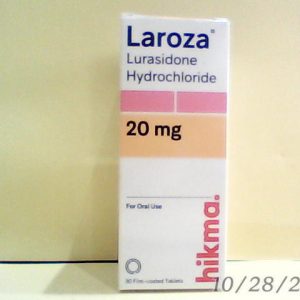 Laroza®
Lurasidone
Hydrochloride
20 mg
For Oral Use
30 Film-coated Tablets
hikma.
10/28/2